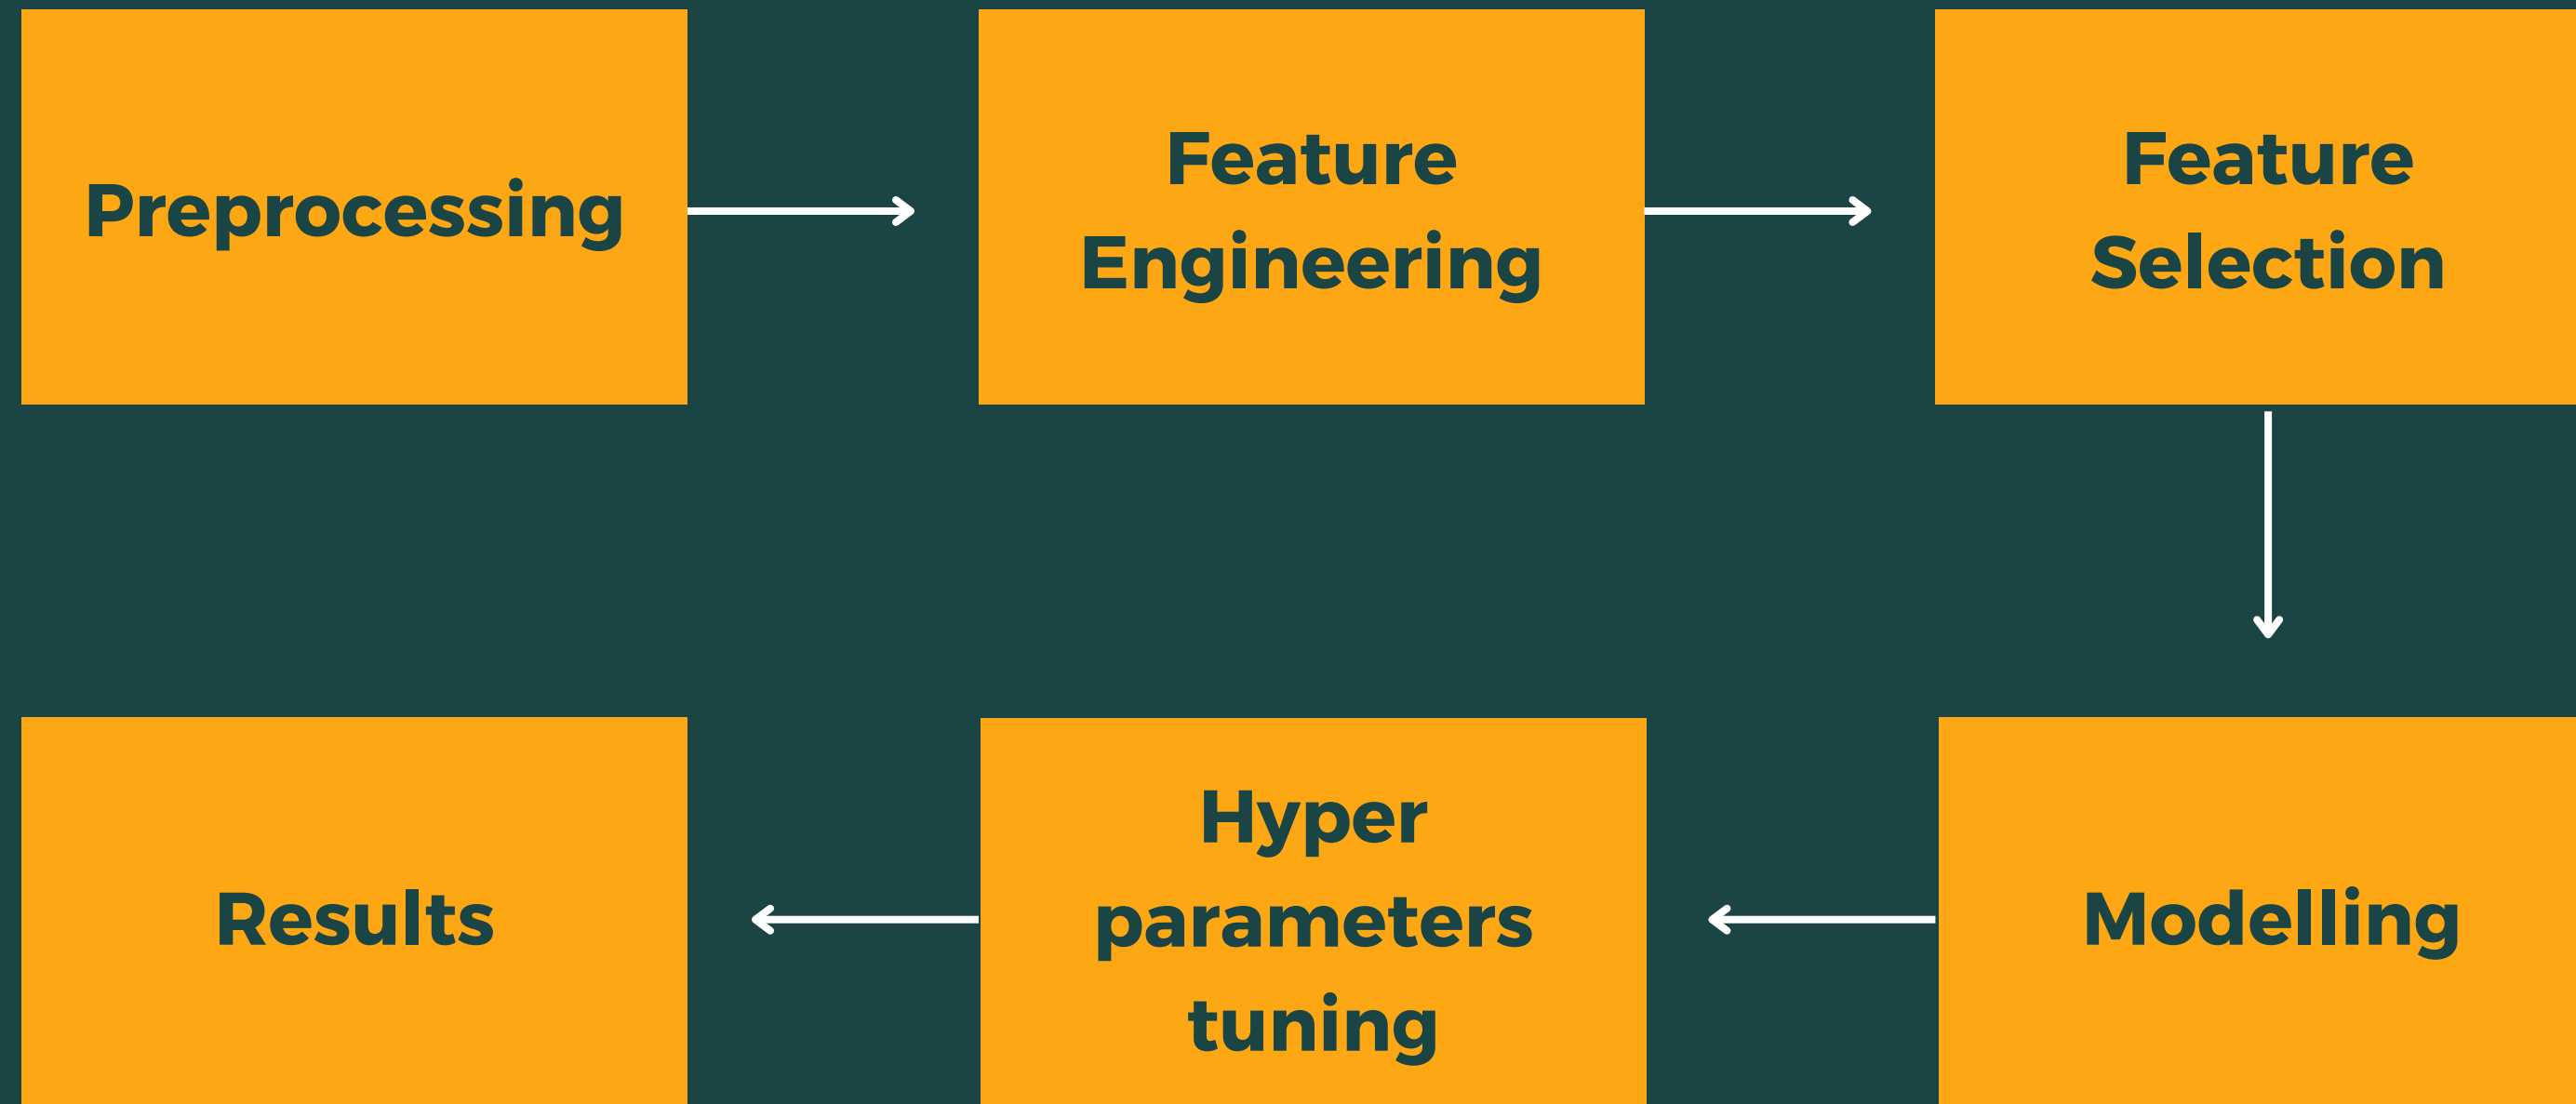 Preprocessing
Feature
Engineering
Feature
Selection
Modelling
Hyper
parameters
tuning
Results